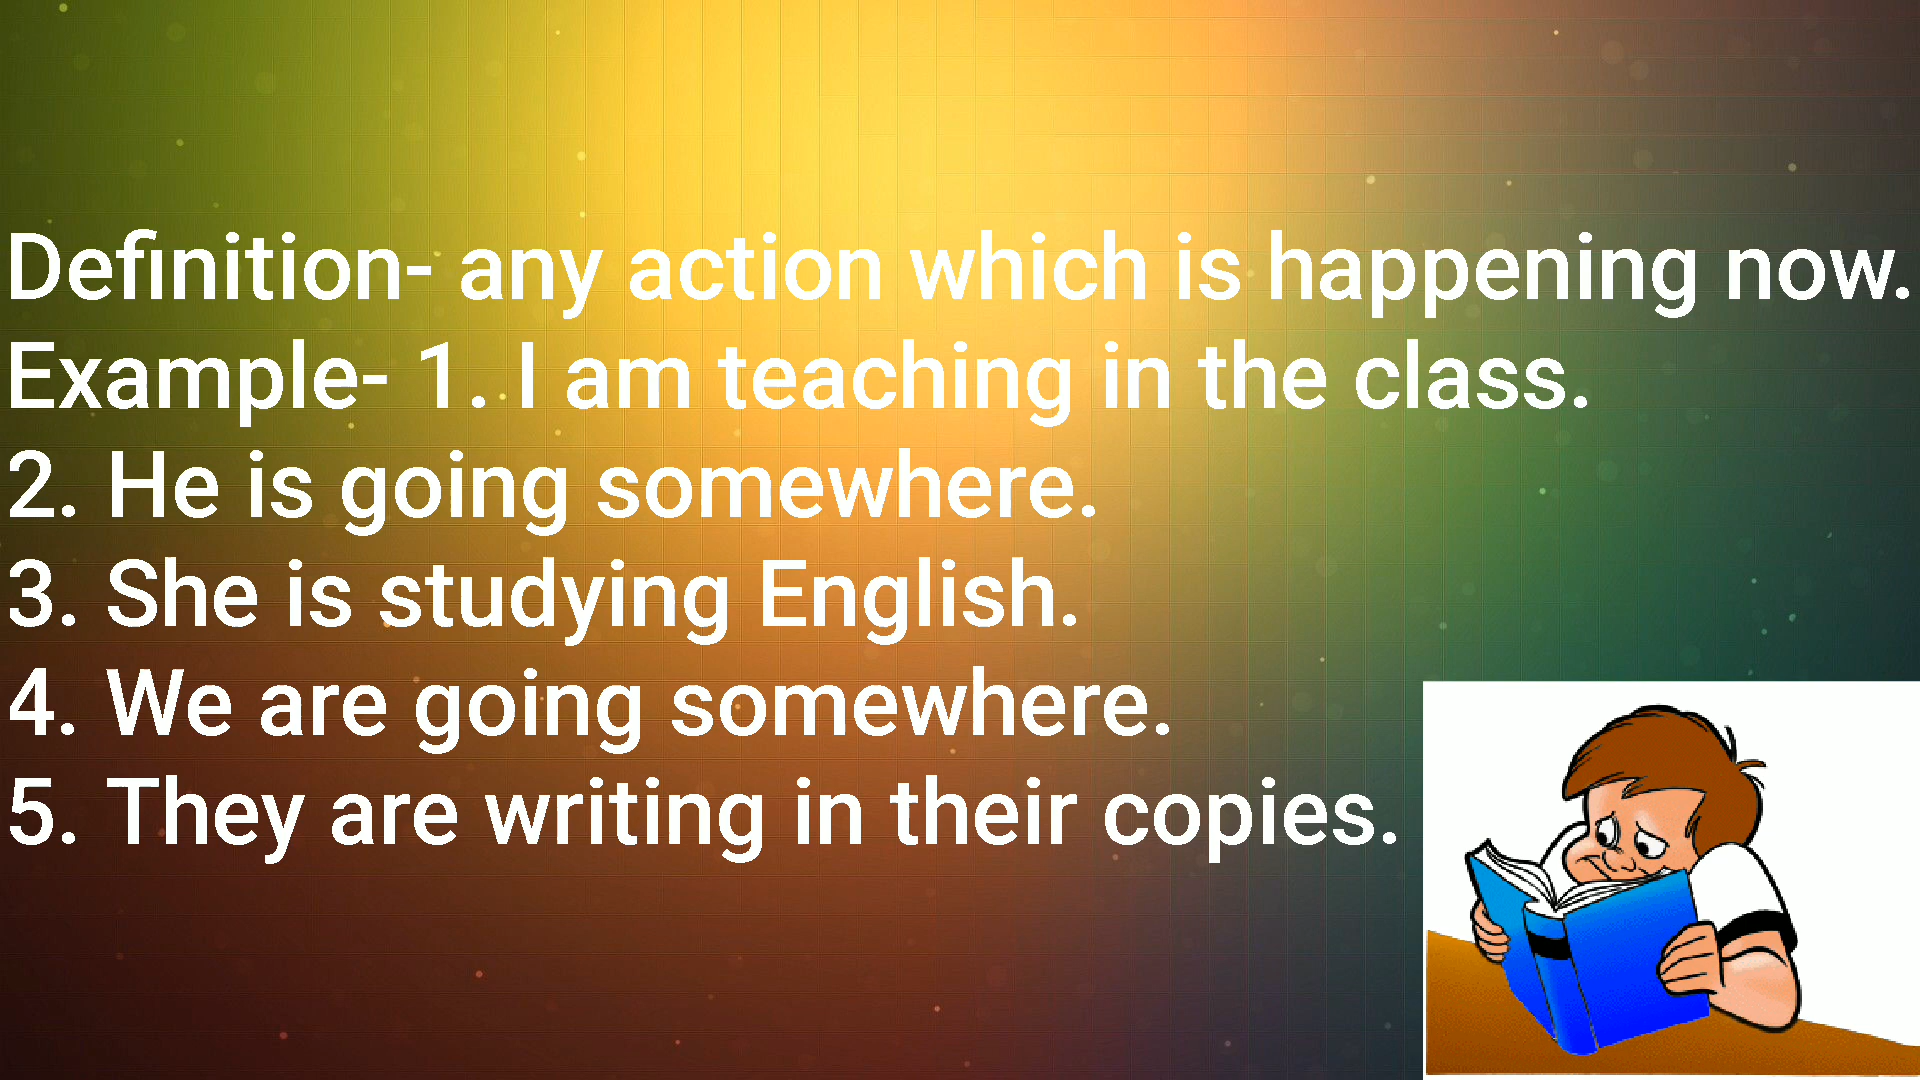 Definition- any action which is happening now.
Example- 1. I am teaching in the class.
2. He is going somewhere.
3. She is studying English.
4. We are going somewhere.
5. They are writing in their copies.